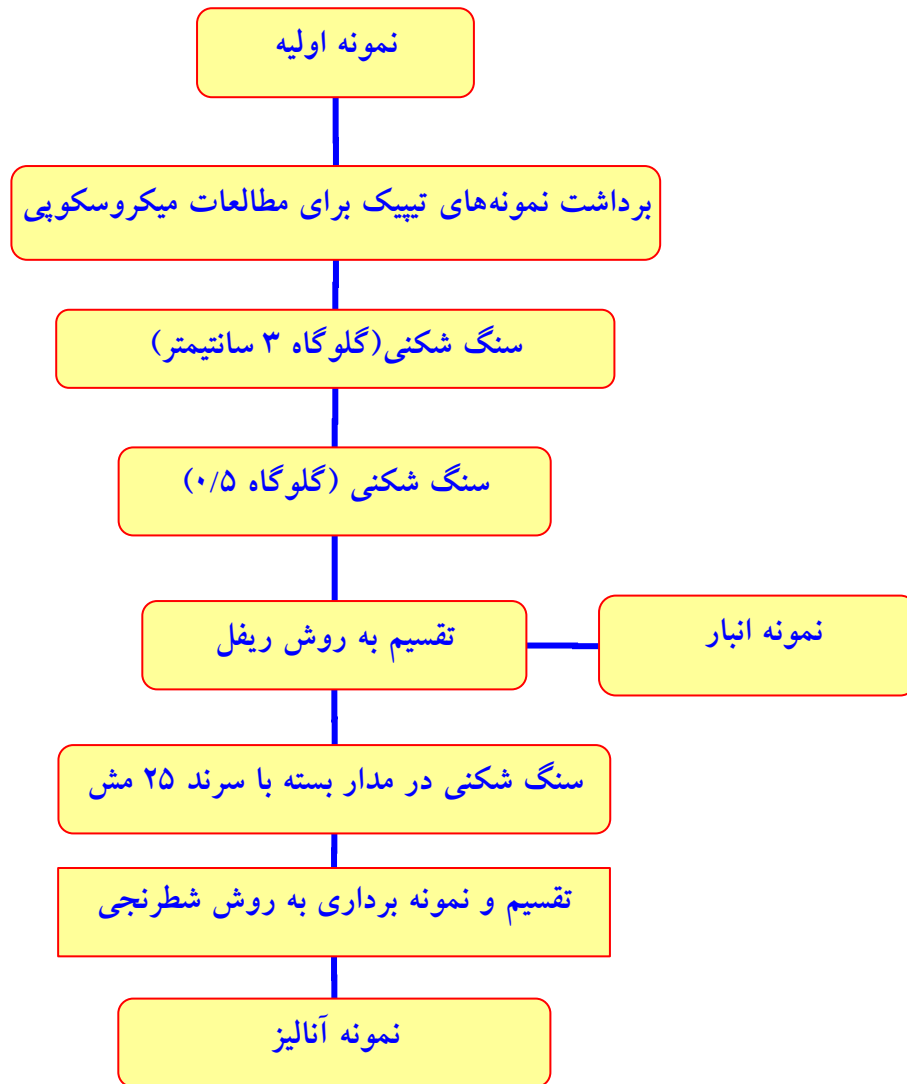 نمونه اولیه
برداشت نمونه‌های تیپیک برای مطالعات میکروسکوپی
سنگ شکنی(گلوگاه ۳ سانتیمتر)
سنگ شکنی (گلوگاه ۰/۵)
تقسیم به روش ریفل
نمونه انبار
سنگ شکنی در مدار بسته با سرند ۲۵ مش
تقسیم و نمونه برداری به روش شطرنجی
نمونه آنالیز